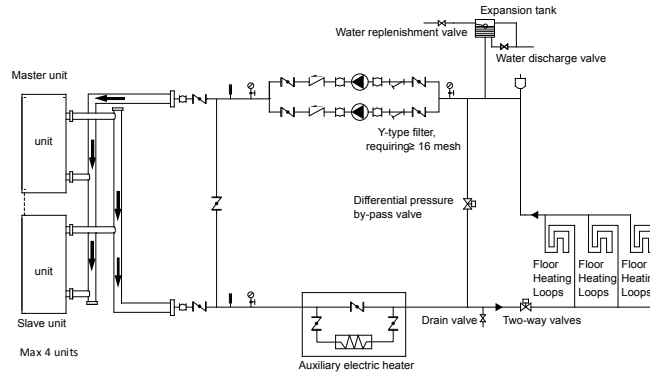 Expansion tank
Water replenishment valve
Water discharge valve
Master unit
unit
Y-type filter,
requiring≥ 16 mesh
Differential pressure
by-pass valve
unit
Floor
Heating
Loops
Floor
Heating
Loops
Floor
Heating
Loops
Slave unit
Drain valve
Two-way valves
Max 4 units
Auxiliary electric heater